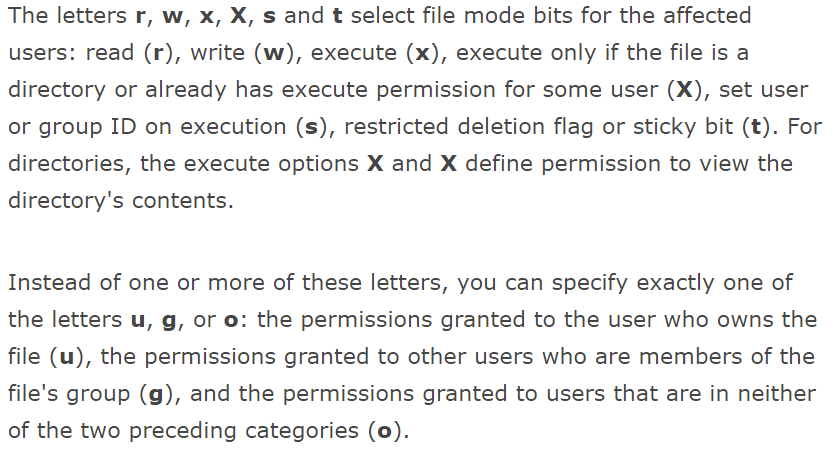 The letters r, w, x, X, s and t select file mode bits for the affected
users: read (r), write (w), execute (x), execute only if the file is a
directory or already has execute permission for some user (X), set user
or group ID on execution (s), restricted deletion flag or sticky bit (t). For
directories, the execute options X and X define permission to view the
directory's contents.

Instead of one or more of these letters, you can specify exactly one of
the letters u, g, or o: the permissions granted to the user who owns the
file (u), the permissions granted to other users who are members of the
file's group (g), and the permissions granted to users that are in neither
of the two preceding categories (o).